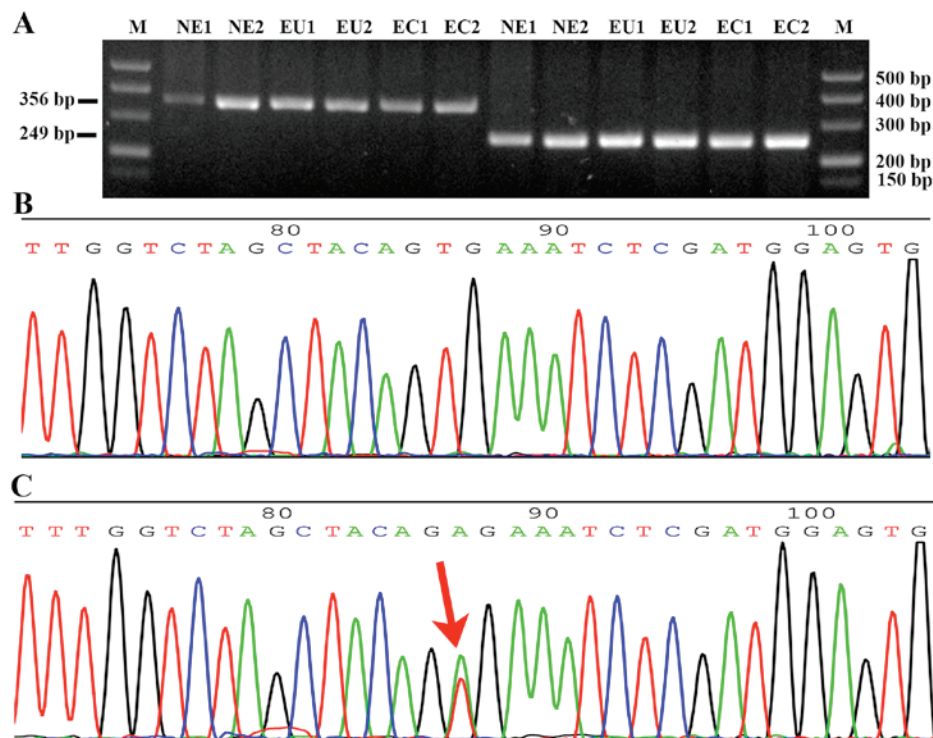 A
M NE1 NE2 EU1 EU2 EC1 EC2 NE1 NE2 EU1 EU2 EC1 EC2 M
356 bp
249 bp
500 bp
400 bp
300 bp
200 bp
150 bp
B
80 90 100
T T G G T C T A G C T A C A G T G A A A T C T C G A T G G A G T G
C
80 90 100
T T T G G T C T A G C T A C A G A G A A A T C T C G A T G G A G T G